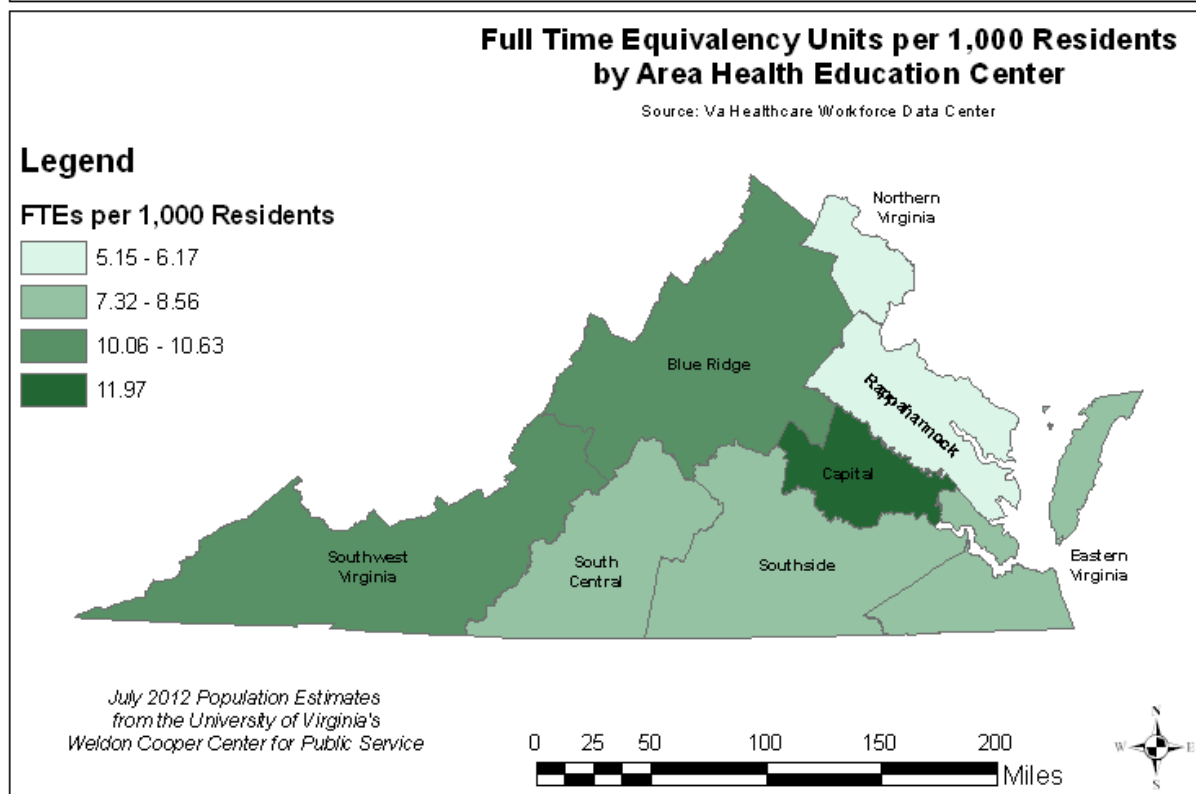 Full Time Equivalency Units per 1,000 Residents
by Area Health Education Center
Source: Va Healthcare Workforce Data Center
Legend
FTEs per 1,000 Residents
5.15 - 6.17
7.32 - 8.56
10.06 - 10.63
11.97
Northern
Virginia
Blue Ridge
Rappahannock
Capital
Southwest
Virginia
South
Central
Southside
Eastern
Virginia
July 2012 Population Estimates
from the University of Virginia's
Weldon Cooper Center for Public Service
0 25 50 100 150 200
Miles
N
W E
S